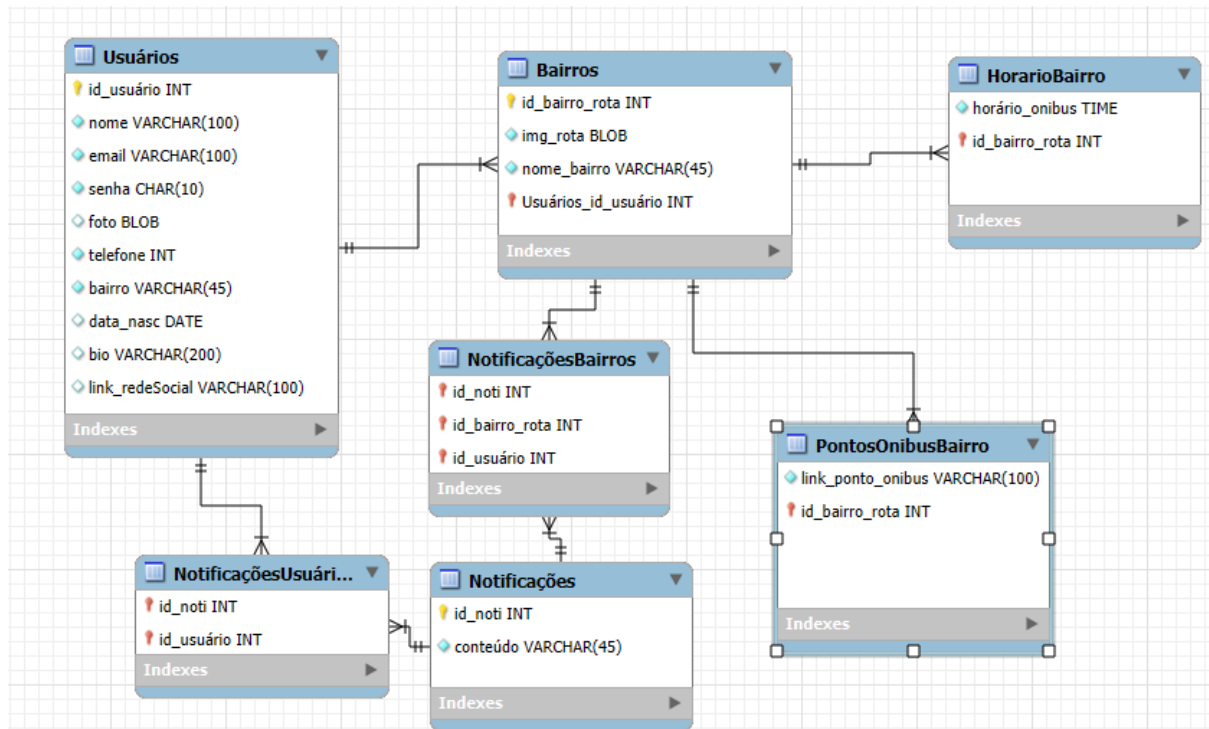 Usuários
id_usuário INT
nome VARCHAR(100)
email VARCHAR(100)
senha CHAR(10)
foto BLOB
telefone INT
bairro VARCHAR(45)
data_nasc DATE
bio VARCHAR(200)
link_redeSocial VARCHAR(100)
Indexes
Bairros
id_bairro_rota INT
img_rota BLOB
nome_bairro VARCHAR(45)
Usuários_id_usuário INT
Indexes
HorarioBairro
horário_onibus TIME
id_bairro_rota INT
Indexes
NotificaçõesBairros
id_noti INT
id_bairro_rota INT
id_usuário INT
Indexes
PontosOnibusBairro
link_ponto_onibus VARCHAR(100)
id_bairro_rota INT
Indexes
NotificaçõesUsuári...
id_noti INT
id_usuário INT
Indexes
Notificações
id_noti INT
conteúdo VARCHAR(45)
Indexes